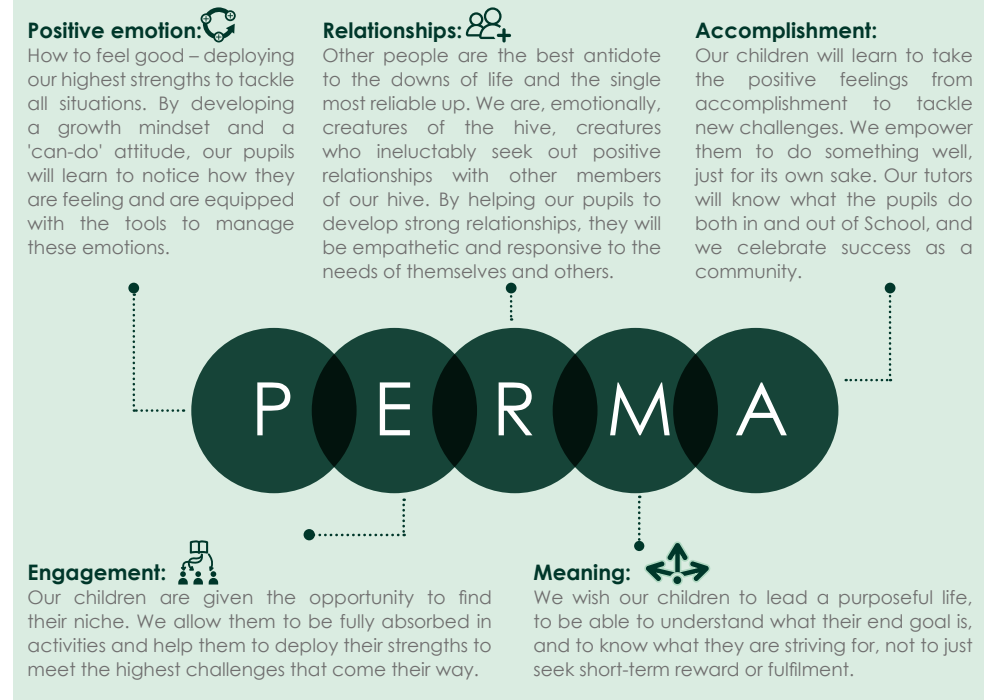 Positive emotion:
How to feel good – deploying
our highest strengths to tackle
all situations. By developing
a growth mindset and a
'can-do' attitude, our pupils
will learn to notice how they
are feeling and are equipped
with the tools to manage
these emotions.
Relationships:
Other people are the best antidote
to the downs of life and the single
most reliable up. We are, emotionally,
creatures of the hive, creatures
who ineluctably seek out positive
relationships with other members
of our hive. By helping our pupils to
develop strong relationships, they will
be empathetic and responsive to the
needs of themselves and others.
Accomplishment:
Our children will learn to take
the positive feelings from
accomplishment to tackle
new challenges. We empower
them to do something well,
just for its own sake. Our tutors
will know what the pupils do
both in and out of School, and
we celebrate success as a
community.
P E R M A
Engagement:
Our children are given the opportunity to find
their niche. We allow them to be fully absorbed in
activities and help them to deploy their strengths to
meet the highest challenges that come their way.
Meaning:
We wish our children to lead a purposeful life,
to be able to understand what their end goal is,
and to know what they are striving for, not to just
seek short-term reward or fulfilment.